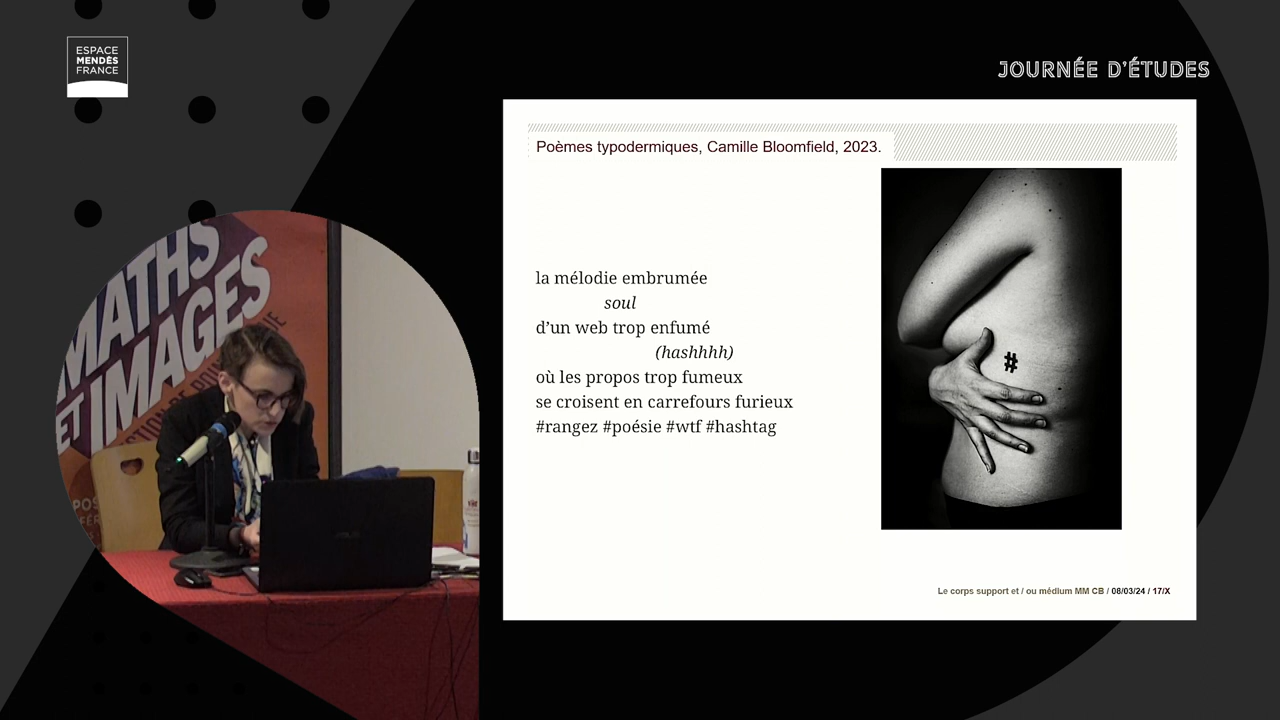 ESPACE
MENDÈS
FRANCE
JOURNÉE D'ÉTUDES
Poèmes typodermiques, Camille Bloomfield, 2023.
la mélodie embrumée
soul
d’un web trop enfumé
(hashhhh)
où les propos trop fumeux
se croisent en carrefours furieux
#rangez #poésie #wtf #hashtag
#
Le corps support et / ou médium MM CB / 08/03/24 / 17/X
MATHS
ET IMAGES